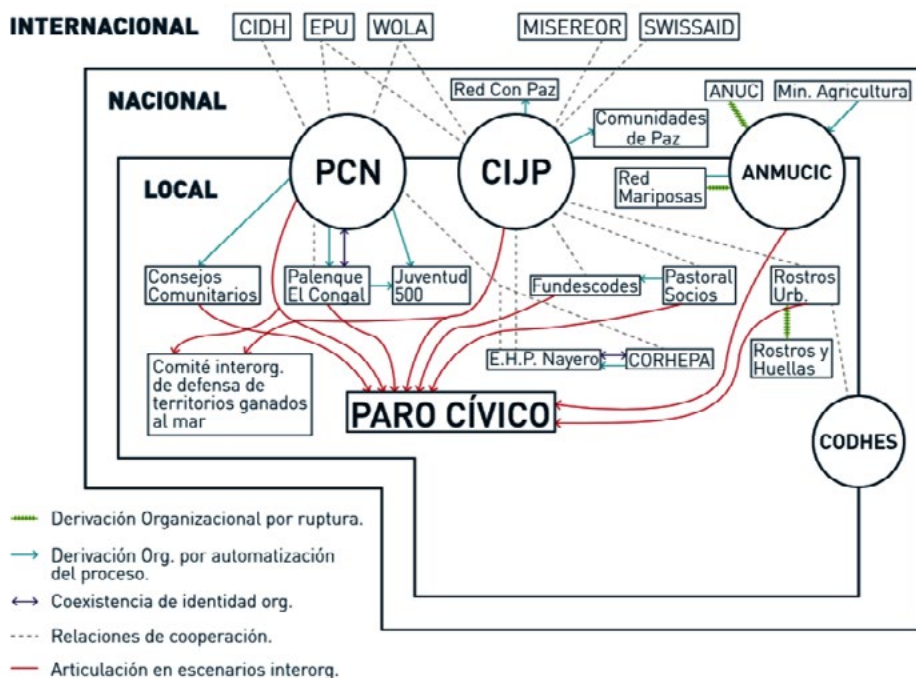 INTERNACIONAL
CIDH
EPU
WOLA
MISEREOR
SWISSAID
NACIONAL
Red Con Paz
ANUC
Min. Agricultura
Comunidades
de Paz
PCN
CIJP
ANMUCIC
LOCAL
Red
Mariposas
Consejos
Comunitarios
Palenque
El Congal
Juventud
500
Fundescodes
Pastoral
Socios
Rostros
Urb.
E.H.P. Nayero
CORHEPA
Rostros y
Huellas
Comité interorg.
de defensa de
territorios ganados
al mar
PARO CÍVICO
CODHES
Derivación Organizacional por ruptura.
Derivación Org. por automatización
del proceso.
Coexistencia de identidad org.
Relaciones de cooperación.
Articulación en escenarios interorg.